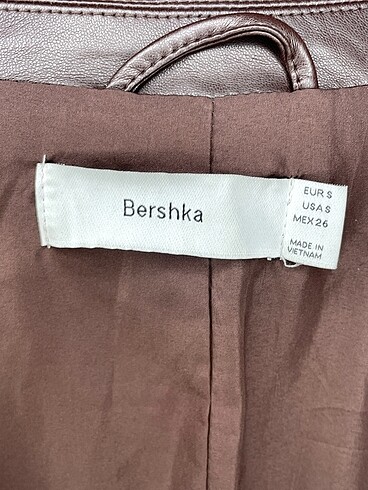 Bershka
EUR S
USA S
MEX 26
MADE IN
VIETNAM